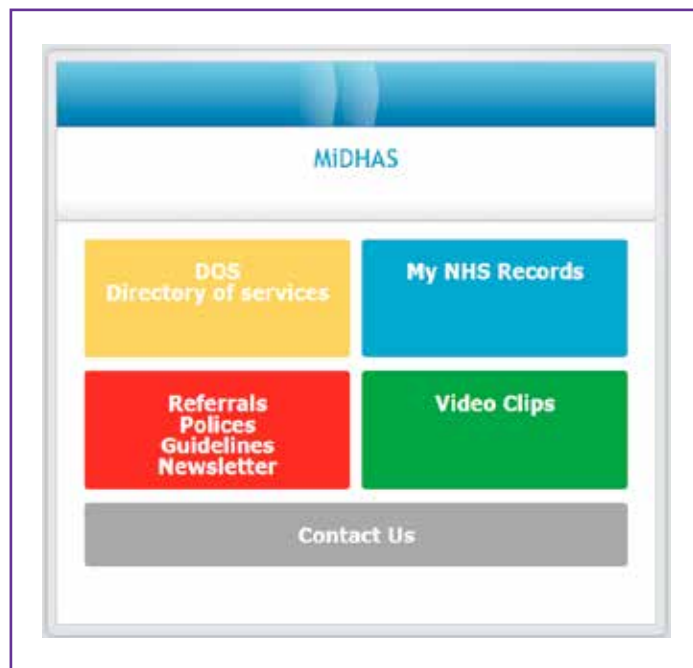 MiDHAS
DOS
Directory of services
My NHS Records
Referrals
Polices
Guidelines
Newsletter
Video Clips
Contact Us